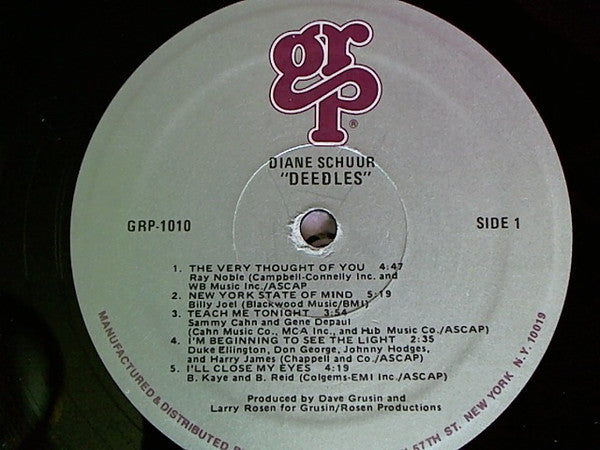 grp®
DIANE SCHUUR
"DEEDLES"
GRP-1010
SIDE 1
1. THE VERY THOUGHT OF YOU 4:47
Ray Noble (Campbell-Connelly Inc. and
WB Music Inc./ASCAP
2. NEW YORK STATE OF MIND 5:19
Billy Joel (Blackwood Music/BMI)
3. TEACH ME TONIGHT 3:54
Sammy Cahn and Gene Depaul
(Cahn Music Co., MCA Inc., and Hub Music Co./ASCAP)
4. I'M BEGINNING TO SEE THE LIGHT 2:35
Duke Ellington, Don George, Johnny Hodges,
and Harry James (Chappell and Co./ASCAP)
5. I'LL CLOSE MY EYES 4:19
B. Kaye and B. Reid (Colgems-EMI Inc./ASCAP)
Produced by Dave Grusin and
Larry Rosen for Grusin/Rosen Productions
MANUFACTURED & DISTRIBUTED 57TH ST. NEW YORK N.Y. 10019